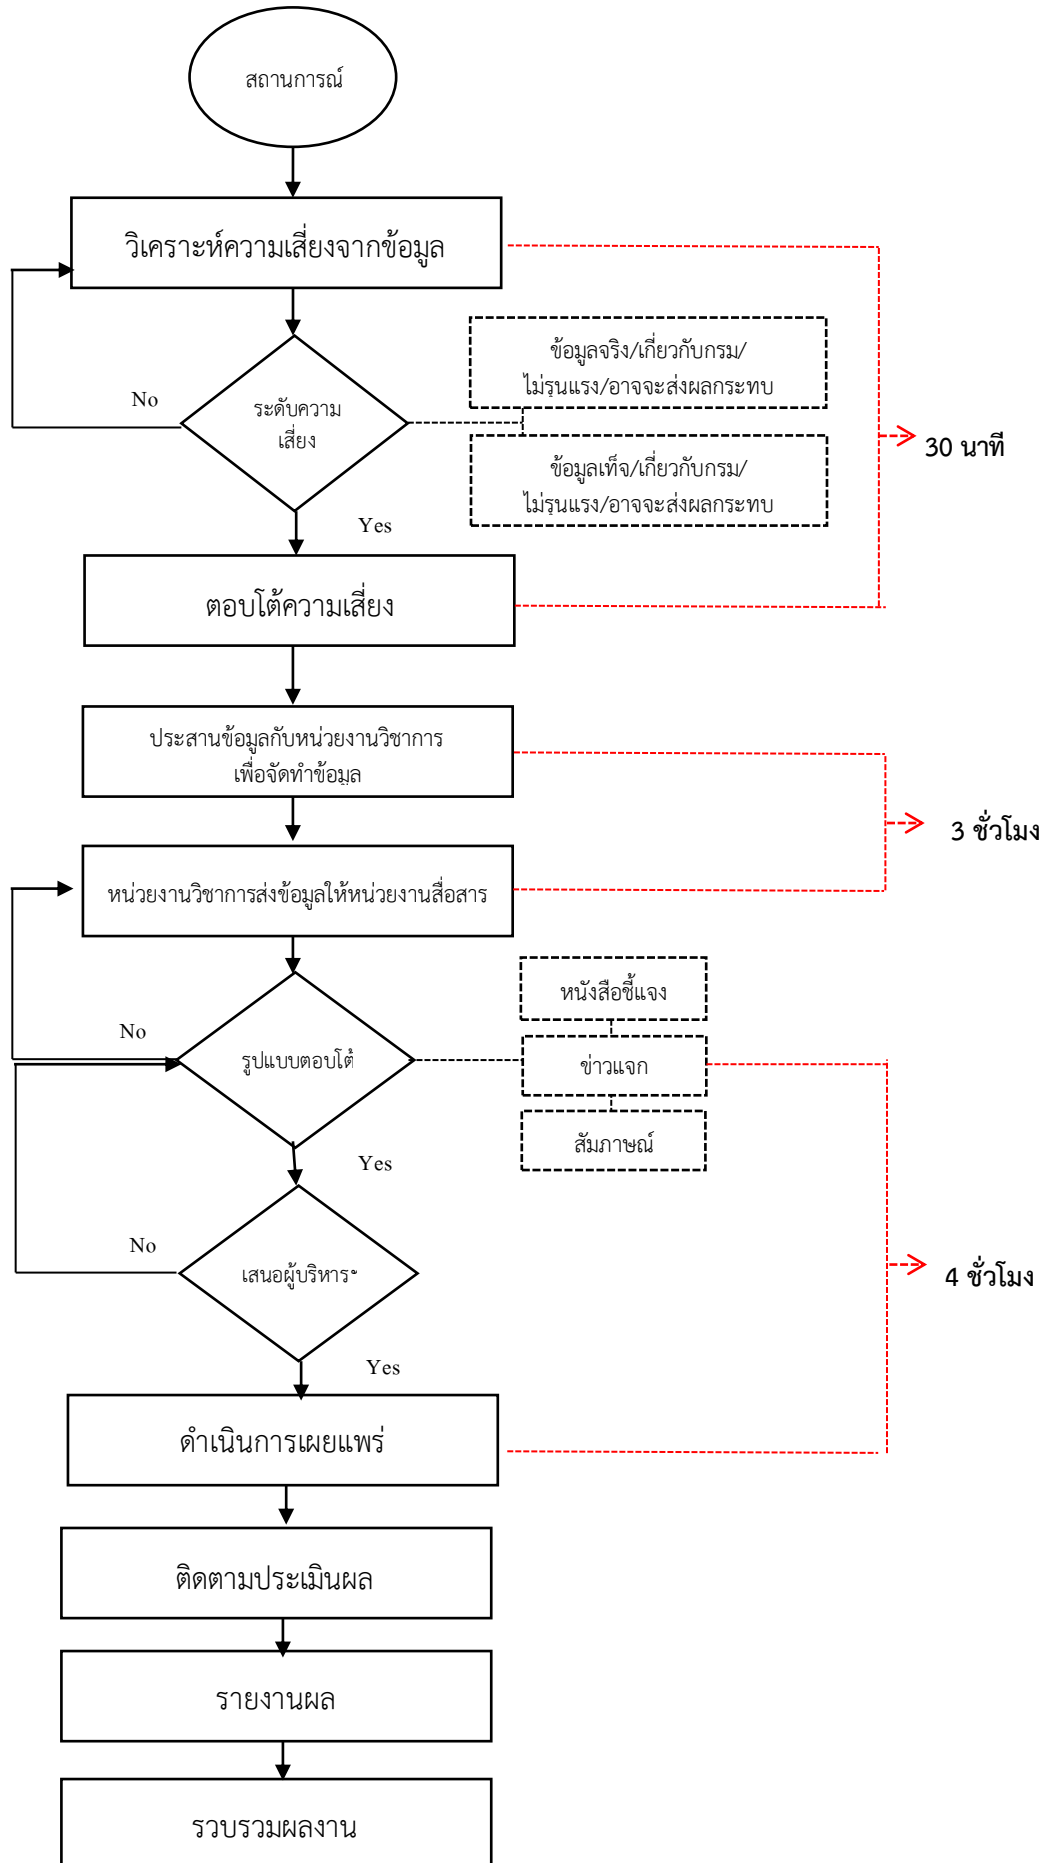 สถานการณ์
วิเคราะห์ความเสี่ยงจากข้อมูล
ข้อมูลจริง/เกี่ยวกับกรม/
ไม่รุนแรง/อาจจะส่งผลกระทบ
No
ระดับความ
เสี่ยง
30 นาที
ข้อมูลเท็จ/เกี่ยวกับกรม/
ไม่รุนแรง/อาจจะส่งผลกระทบ
Yes
ตอบโต้ความเสี่ยง
ประสานข้อมูลกับหน่วยงานวิชาการ
เพื่อจัดทำข้อมูล
3 ชั่วโมง
หน่วยงานวิชาการส่งข้อมูลให้หน่วยงานสื่อสาร
หนังสือชี้แจง
No
รูปแบบตอบโต้
ข่าวแจก
สัมภาษณ์
Yes
No
เสนอผู้บริหารฯ
4 ชั่วโมง
Yes
ดำเนินการเผยแพร่
ติดตามประเมินผล
รายงานผล
รวบรวมผลงาน